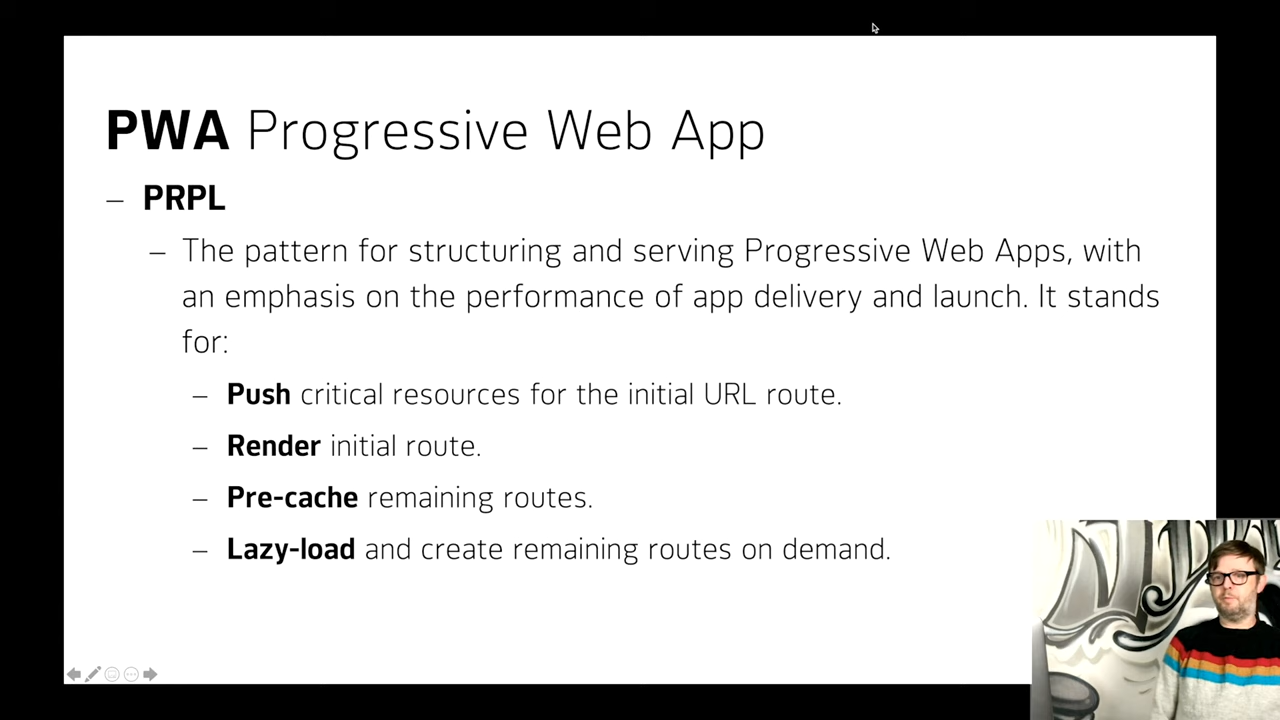 PWA Progressive Web App
– PRPL
– The pattern for structuring and serving Progressive Web Apps, with
an emphasis on the performance of app delivery and launch. It stands
for:
– Push critical resources for the initial URL route.
– Render initial route.
– Pre-cache remaining routes.
– Lazy-load and create remaining routes on demand.